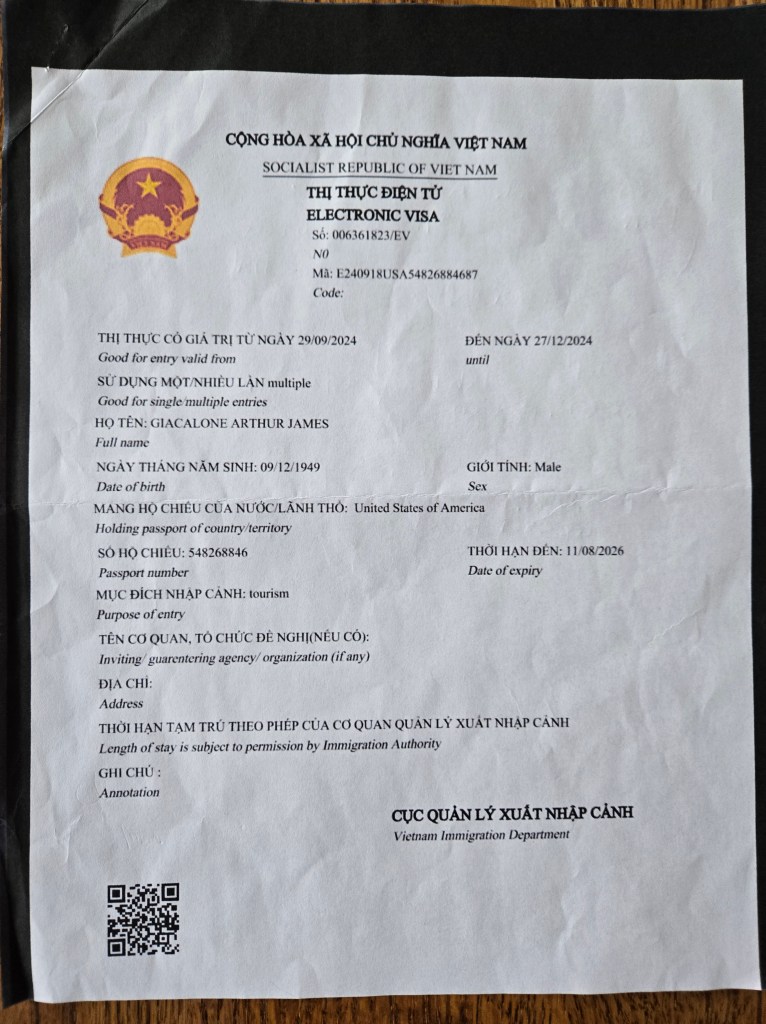 CỘNG HÒA XÃ HỘI CHỦ NGHĨA VIỆT NAM
SOCIALIST REPUBLIC OF VIET NAM
THỊ THỰC ĐIỆN TỬ
ELECTRONIC VISA
Số: 006361823/EV
N0
Mã: E240918USA54826884687
Code:
VIET NAM
THỊ THỰC CÓ GIÁ TRỊ TỪ NGÀY 29/09/2024 ĐẾN NGÀY 27/12/2024
Good for entry valid from until
SỬ DỤNG MỘT/NHIỀU LẦN multiple
Good for single/multiple entries
HỌ TÊN: GIACALONE ARTHUR JAMES
Full name
NGÀY THÁNG NĂM SINH: 09/12/1949 GIỚI TÍNH: Male
Date of birth Sex
MANG HỘ CHIẾU CỦA NƯỚC/LÃNH THỔ: United States of America
Holding passport of country/territory
SỐ HỘ CHIẾU: 548268846 THỜI HẠN ĐẾN: 11/08/2026
Passport number Date of expiry
MỤC ĐÍCH NHẬP CẢNH: tourism
Purpose of entry
TÊN CƠ QUAN, TỔ CHỨC ĐỀ NGHỊ(NẾU CÓ):
Inviting/ guarentering agency/ organization (if any)
ĐỊA CHỈ:
Address
THỜI HẠN TẠM TRÚ THEO PHÉP CỦA CƠ QUAN QUẢN LÝ XUẤT NHẬP CẢNH
Length of stay is subject to permission by Immigration Authority
GHI CHÚ :
Annotation
CỤC QUẢN LÝ XUẤT NHẬP CẢNH
Vietnam Immigration Department